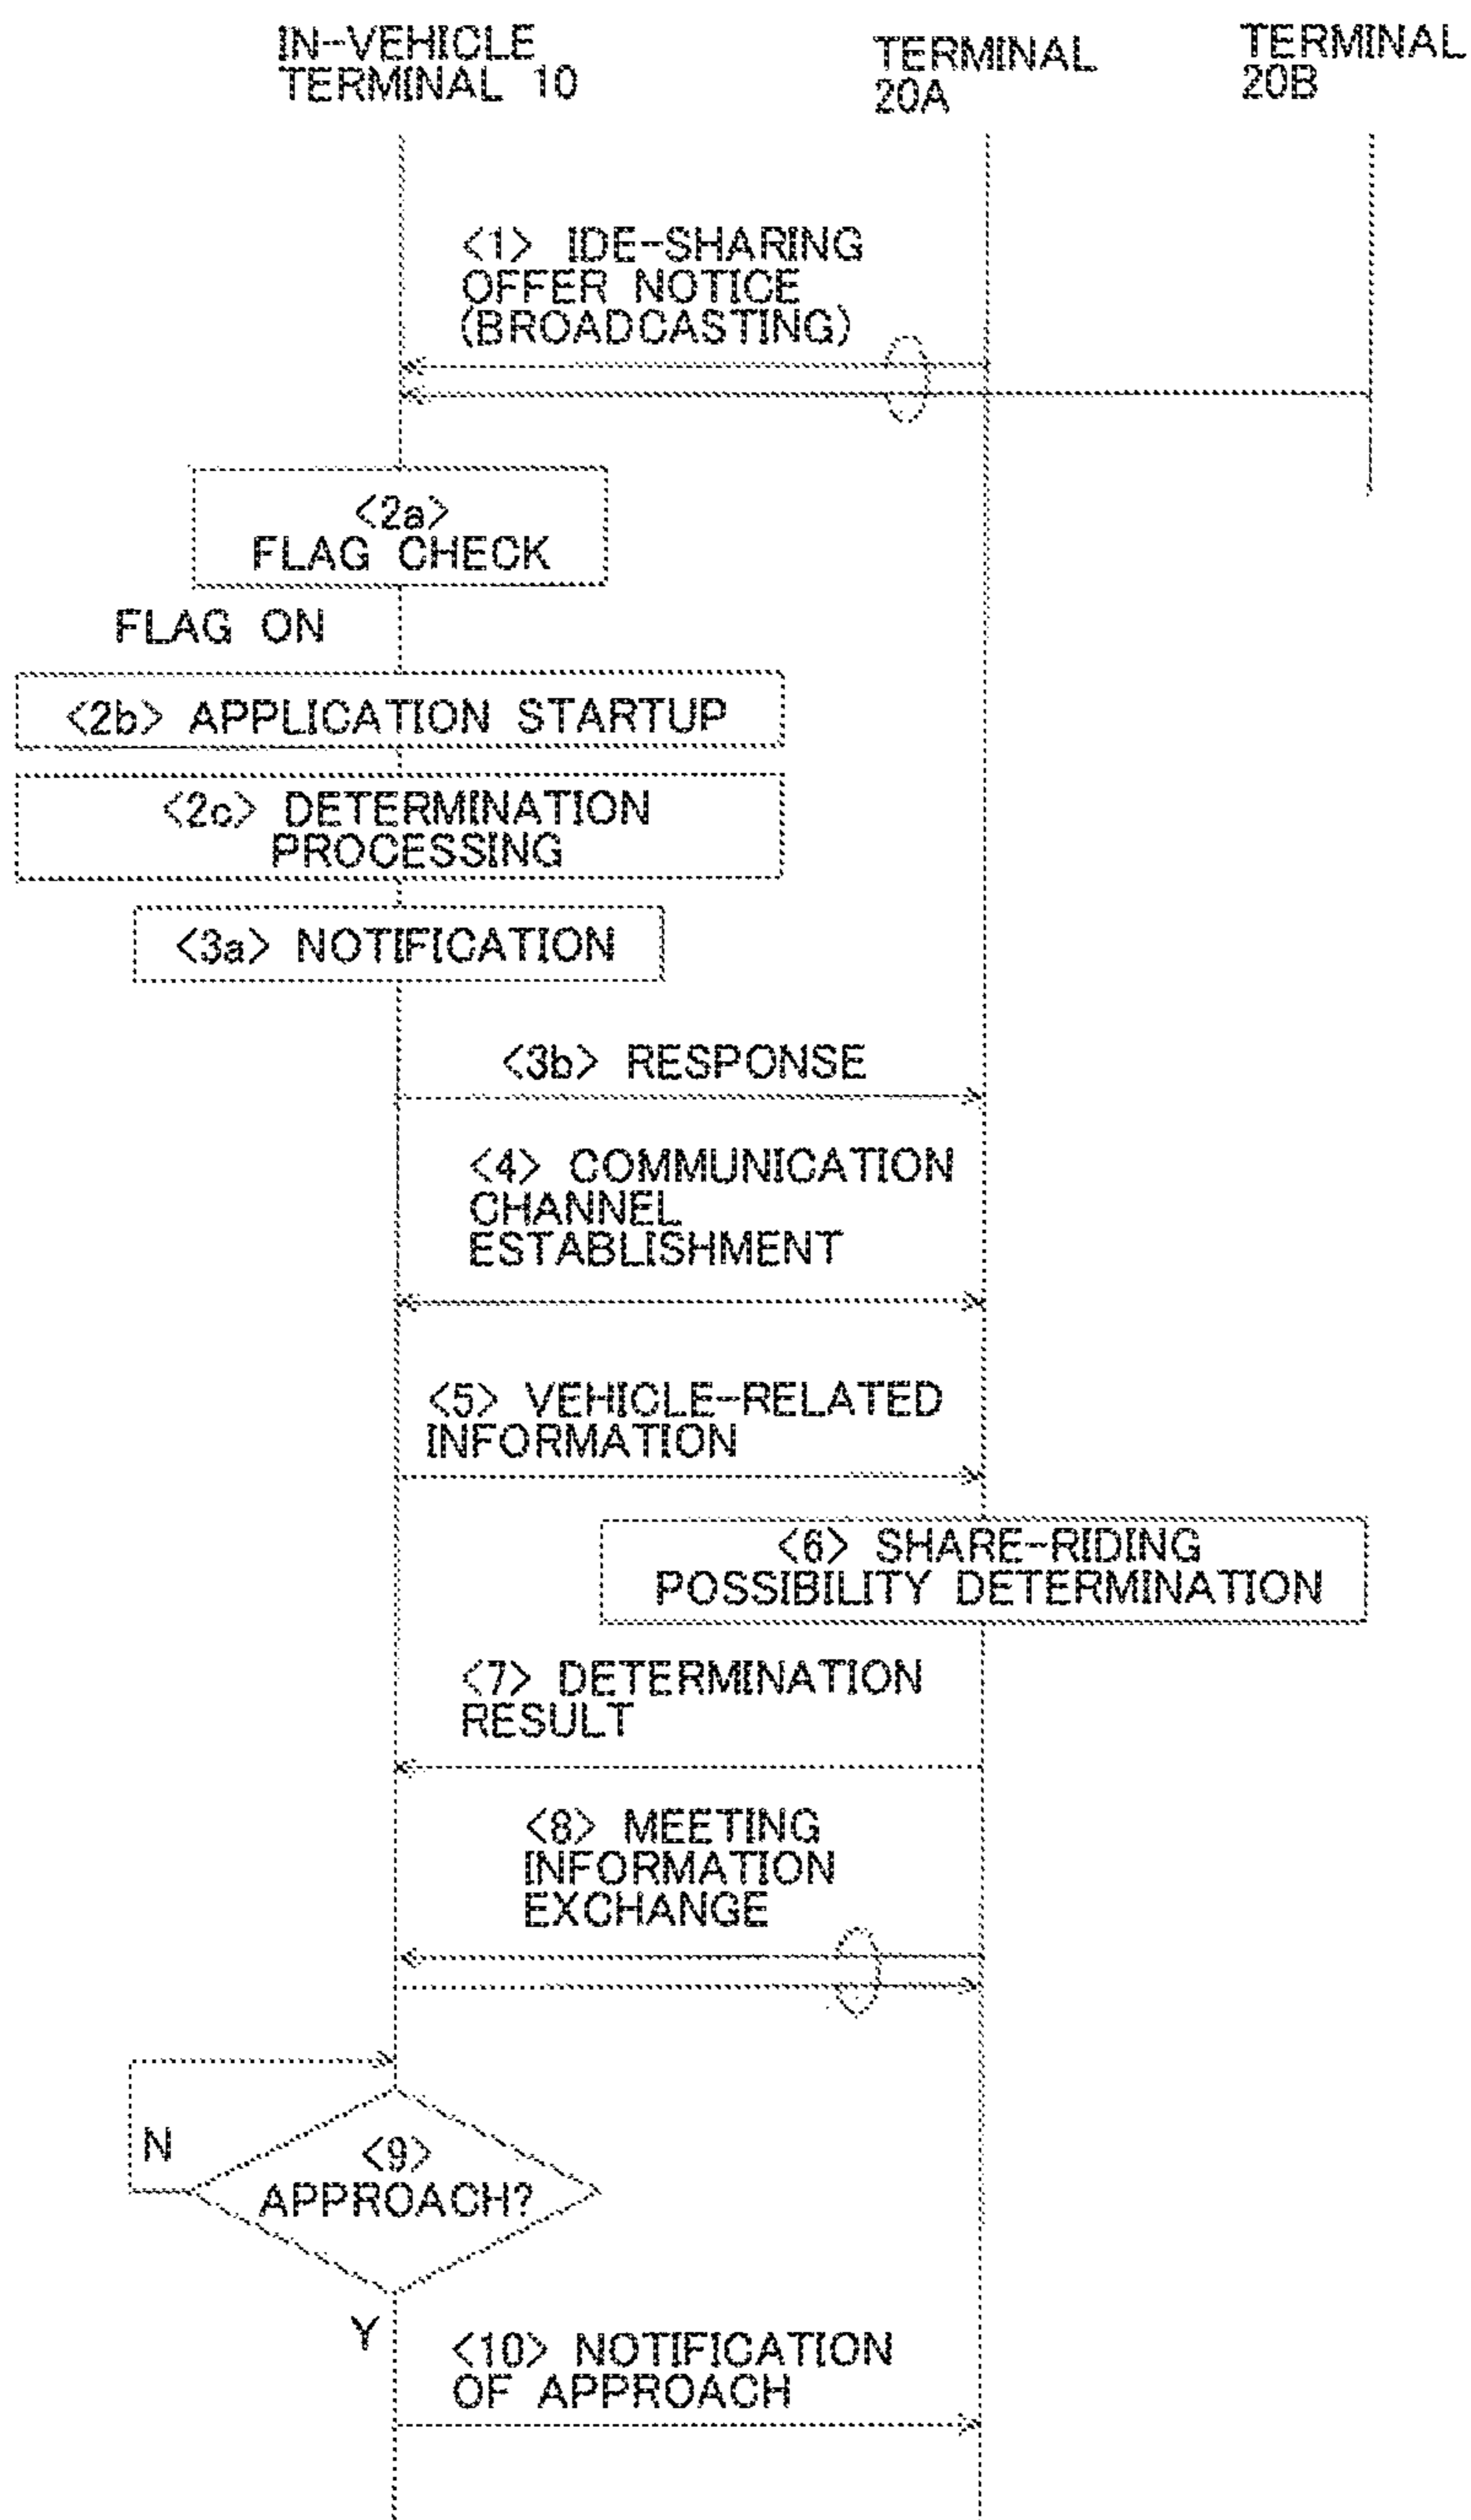 IN-VEHICLE
TERMINAL 10
TERMINAL
20A
TERMINAL
20B
<1> IDE-SHARING
OFFER NOTICE
(BROADCASTING)
<2a>
FLAG CHECK
FLAG ON
<2b> APPLICATION STARTUP
<2c> DETERMINATION
PROCESSING
<3a> NOTIFICATION
<3b> RESPONSE
<4> COMMUNICATION
CHANNEL
ESTABLISHMENT
<5> VEHICLE-RELATED
INFORMATION
<6> SHARE-RIDING
POSSIBILITY DETERMINATION
<7> DETERMINATION
RESULT
<8> MEETING
INFORMATION
EXCHANGE
N
<9>
APPROACH?
Y
<10> NOTIFICATION
OF APPROACH